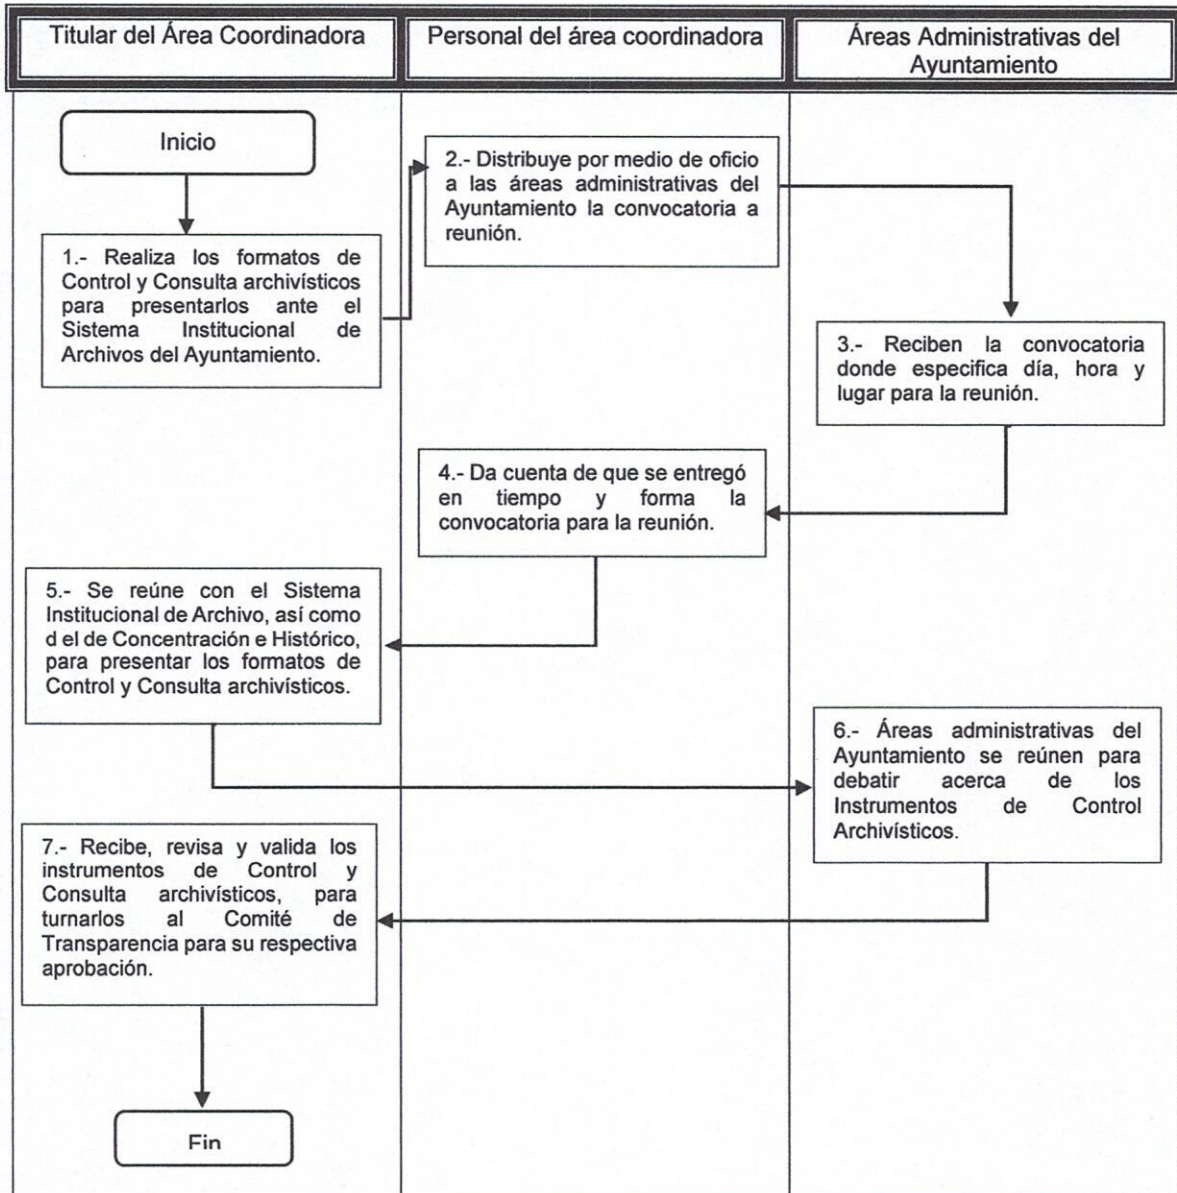 Titular del Área Coordinadora
Personal del área coordinadora
Áreas Administrativas del
Ayuntamiento
Inicio
1.- Realiza los formatos de
Control y Consulta archivísticos
para presentarlos ante el
Sistema Institucional de
Archivos del Ayuntamiento.
2.- Distribuye por medio de oficio
a las áreas administrativas del
Ayuntamiento la convocatoria a
reunión.
3.- Reciben la convocatoria
donde especifica día, hora y
lugar para la reunión.
4.- Da cuenta de que se entregó
en tiempo y forma la
convocatoria para la reunión.
5.- Se reúne con el Sistema
Institucional de Archivo, así como
d el de Concentración e Histórico,
para presentar los formatos de
Control y Consulta archivísticos.
6.- Áreas administrativas del
Ayuntamiento se reúnen para
debatir acerca de los
Instrumentos de Control
Archivísticos.
7.- Recibe, revisa y valida los
instrumentos de Control y
Consulta archivísticos, para
turnarlos al Comité de
Transparencia para su respectiva
aprobación.
Fin